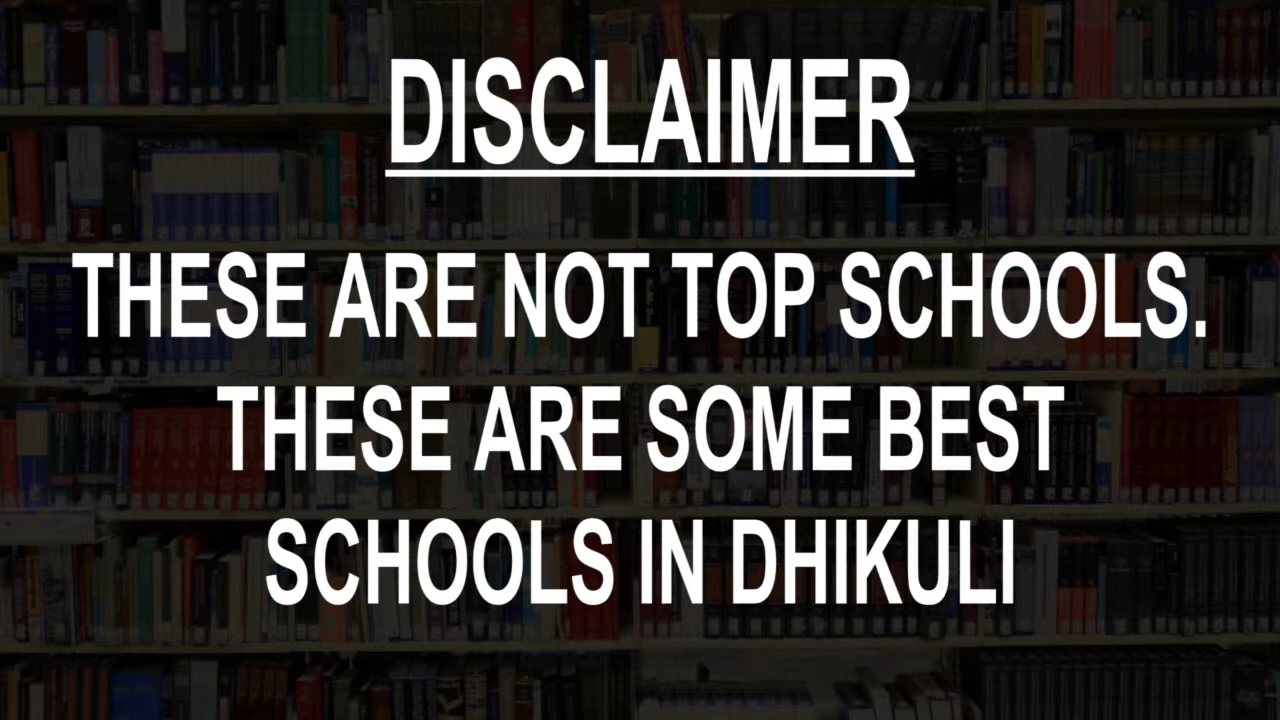 DISCLAIMER
THESE ARE NOT TOP SCHOOLS.
THESE ARE SOME BEST
SCHOOLS IN DHIKULI